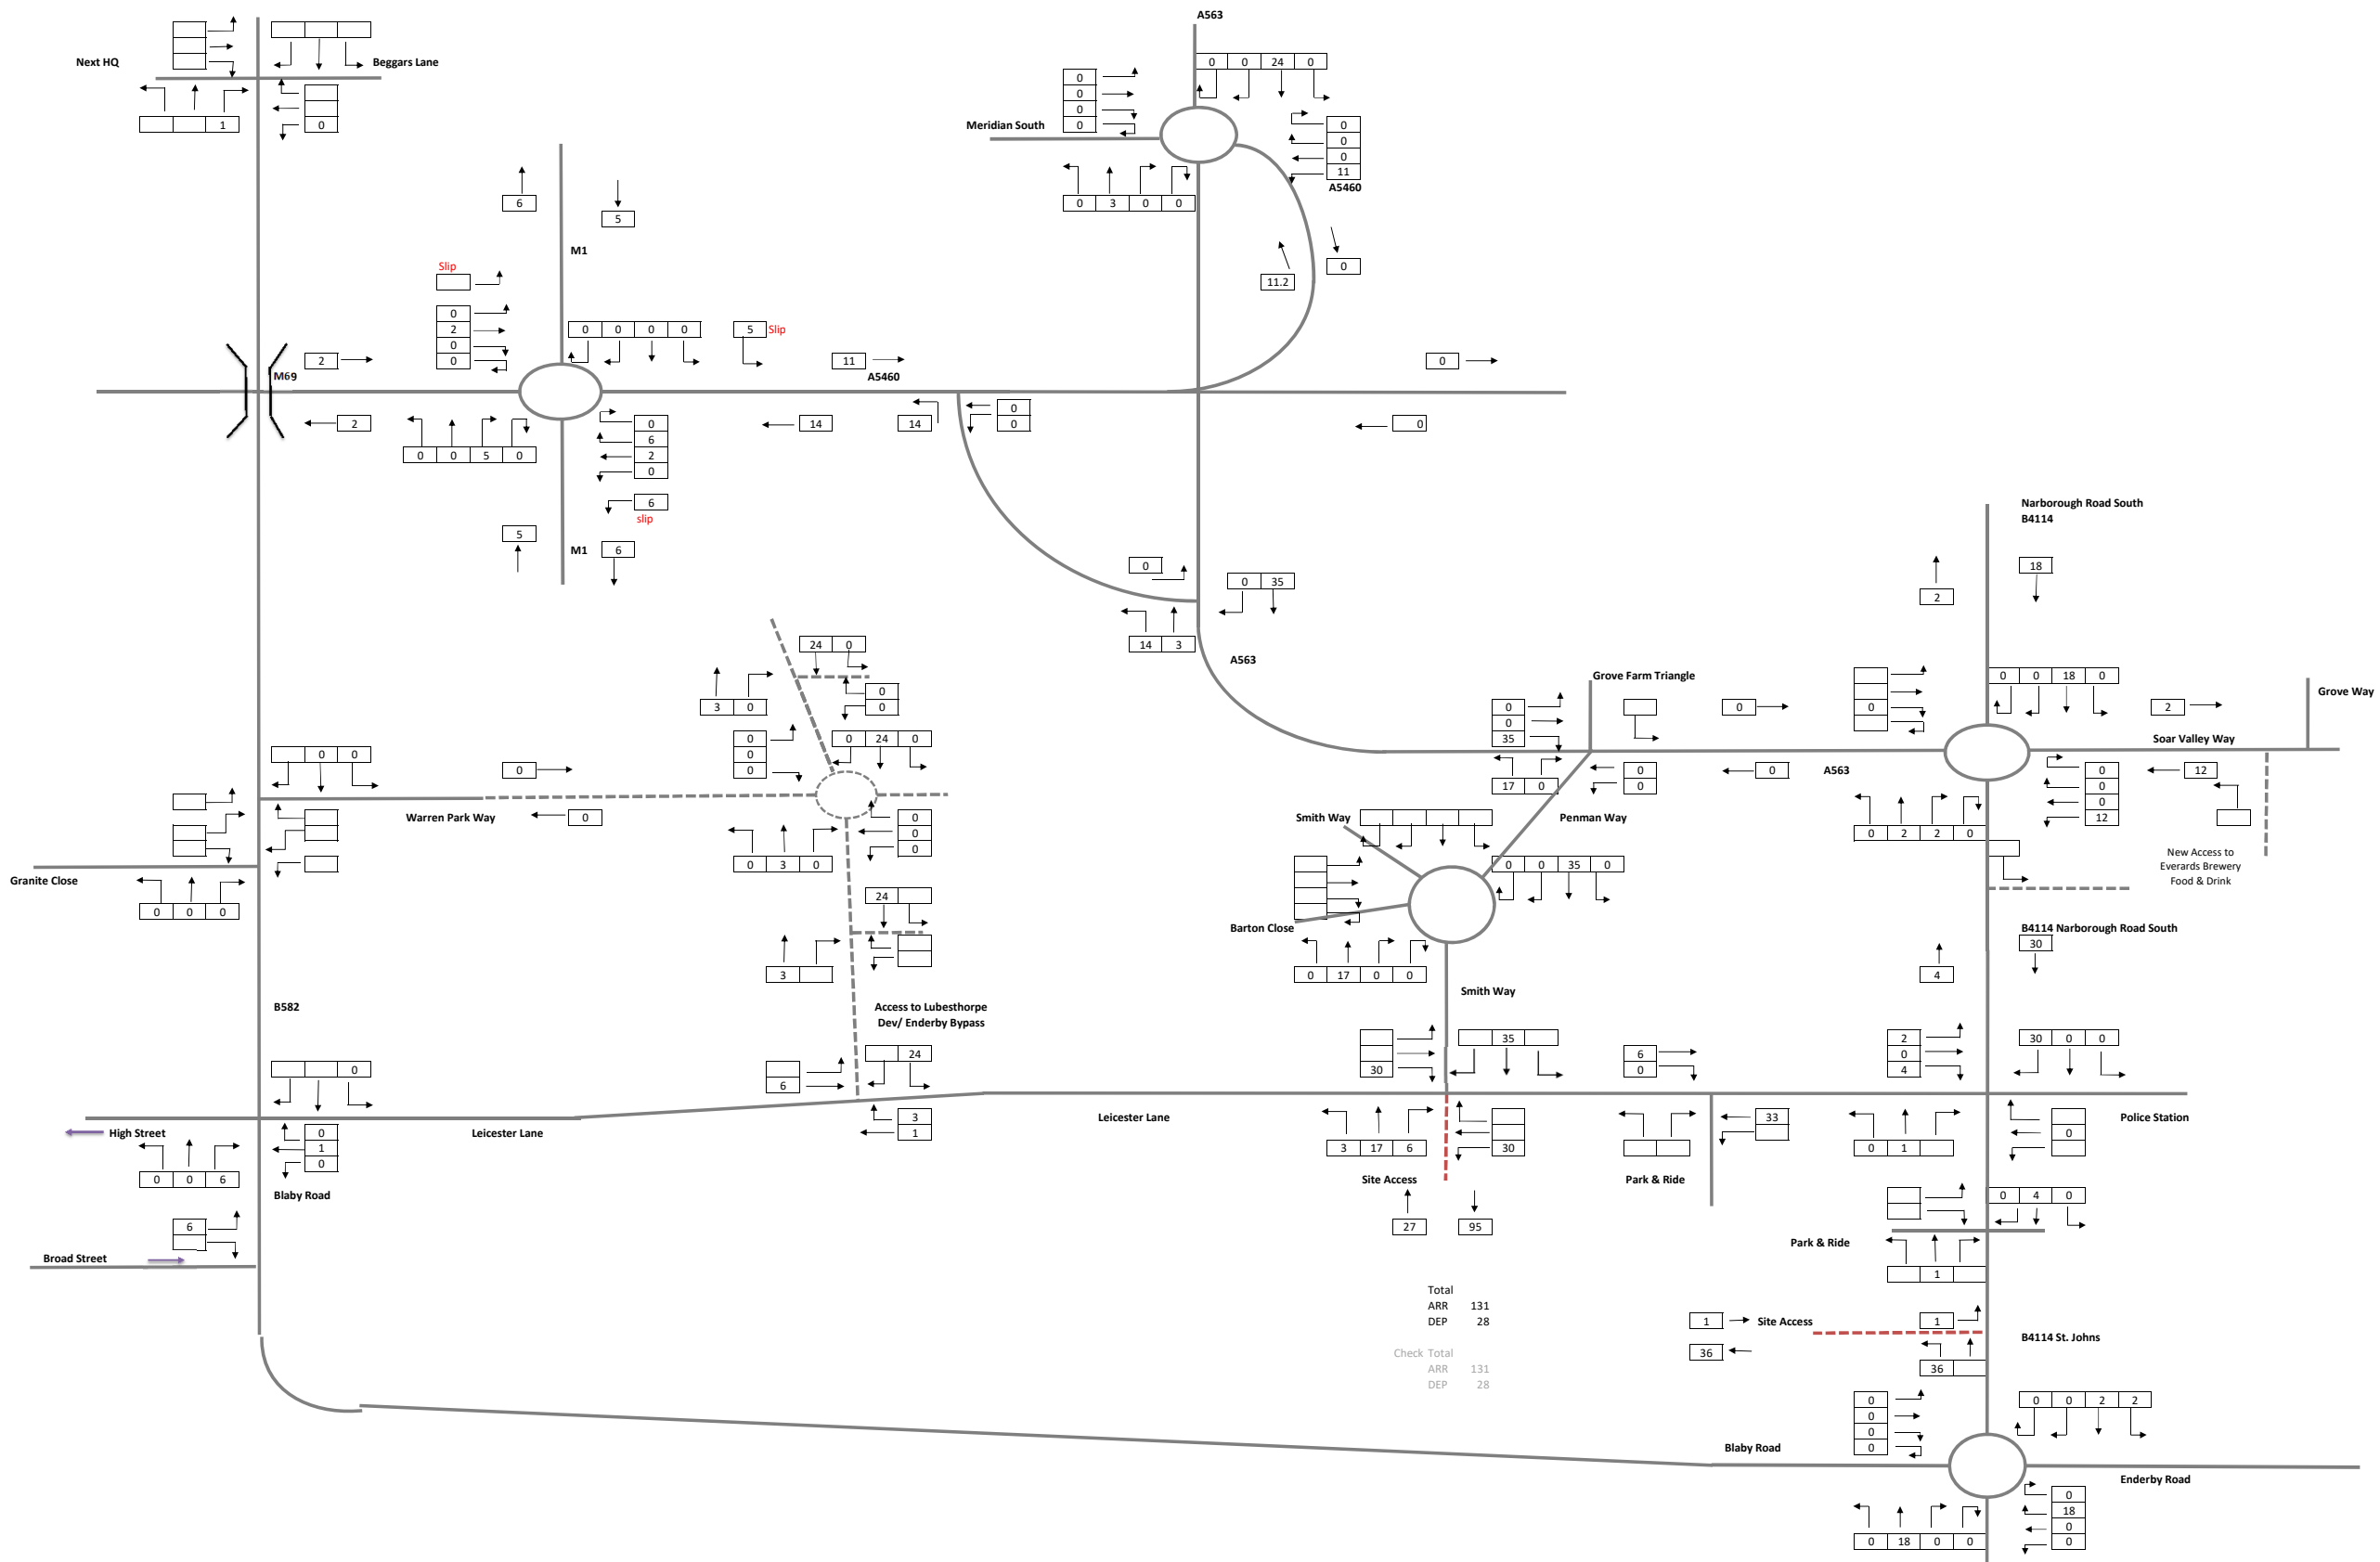 A563
Next HQ
Beggars Lane
0 0 24 0
0
0
0
0
Meridian South
1
0
0
0
0
11
A5460
0 3 0 0
6
5
M1
Slip
11.2
0
0
2
0
0
0 0 0 0
5 Slip
2
M69
11
A5460
0
2
0 0 5 0
0
6
2
0
14
14
0
0
0
6
slip
5
M1
6
Narborough Road South
B4114
0
0 35
18
2
14 3
A563
24 0
3 0
0
0
Grove Farm Triangle
0
0
35
0
0
0 0 18 0
2
Grove Way
0 0
0
0
0
0 24 0
0
17 0
0
0
0
A563
Soar Valley Way
12
0
0
0
12
Warren Park Way
0
0
0
0
0 3 0
Smith Way
Penman Way
0 2 2 0
New Access to
Everards Brewery
Food & Drink
Granite Close
0 0 0
24
0 0 35 0
Barton Close
0 17 0 0
B4114 Narborough Road South
30
4
3
Smith Way
B582
Access to Lubesthorpe
Dev/ Enderby Bypass
0
6
24
30
35
6
0
2
0
4
30 0 0
High Street
Leicester Lane
3
1
Leicester Lane
3 17 6
30
33
0 1
0
Police Station
0
1
0
0 0 6
Blaby Road
Site Access
Park & Ride
0 4 0
6
27
95
Park & Ride
Broad Street
1
Total
ARR 131
DEP 28
1
Site Access
1
B4114 St. Johns
Check Total
ARR 131
DEP 28
36
36
0
0
0
0
0 0 2 2
Blaby Road
Enderby Road
0 18 0 0
0
18
0
0